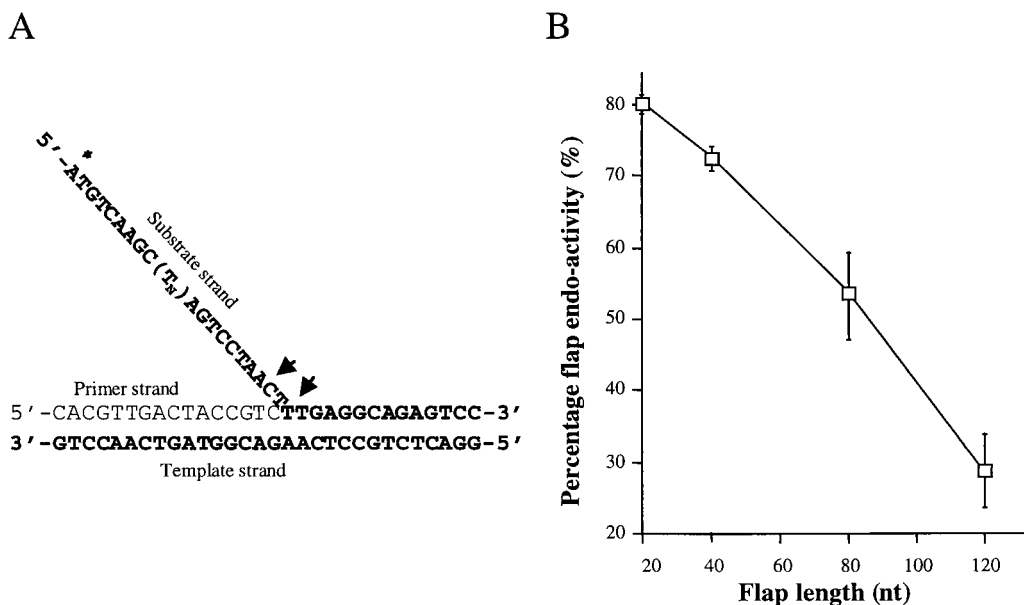 A
5'-ATGTCAAGC(TN)AGTCCTAACT
*
Substrate strand
Primer strand
5'-CACGTTGACTACCGTCTTGAGGCAGAGTCC-3'
3'-GTCCAACTGATGGCAGAACTCCGTCTCAGG-5'
Template strand
B
Percentage flap endo-activity (%)
80
70
60
50
40
30
20
20 40 80 100 120
Flap length (nt)